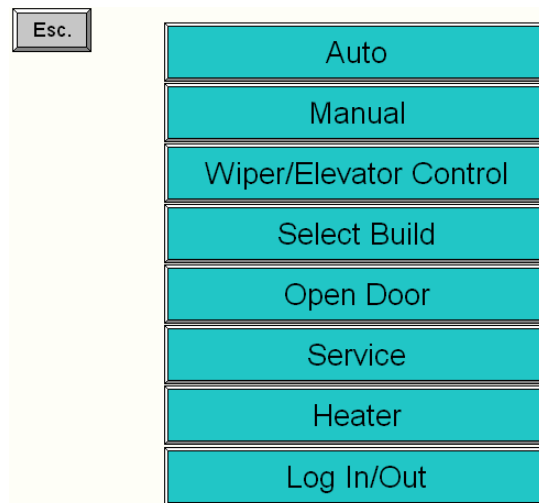 Esc.
Auto
Manual
Wiper/Elevator Control
Select Build
Open Door
Service
Heater
Log In/Out